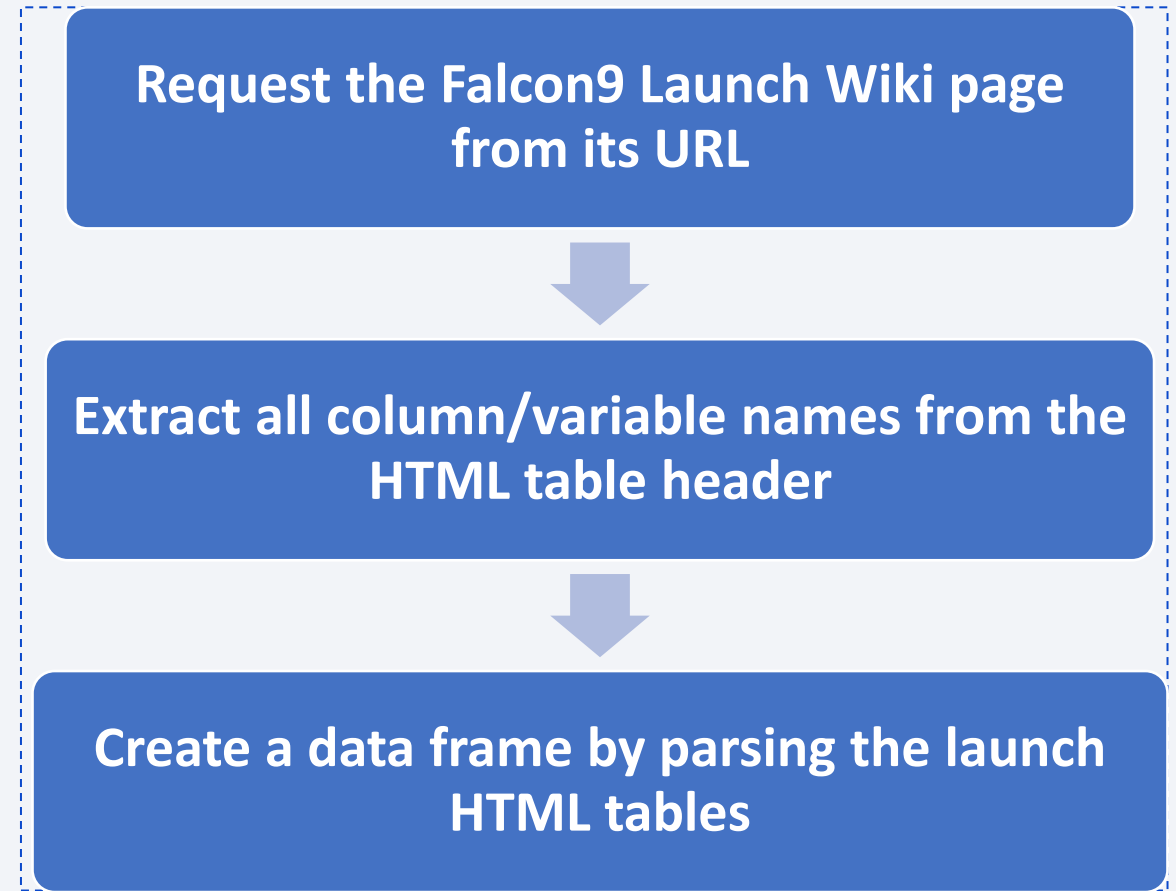 Request the Falcon9 Launch Wiki page
from its URL
Extract all column/variable names from the
HTML table header
Create a data frame by parsing the launch
HTML tables